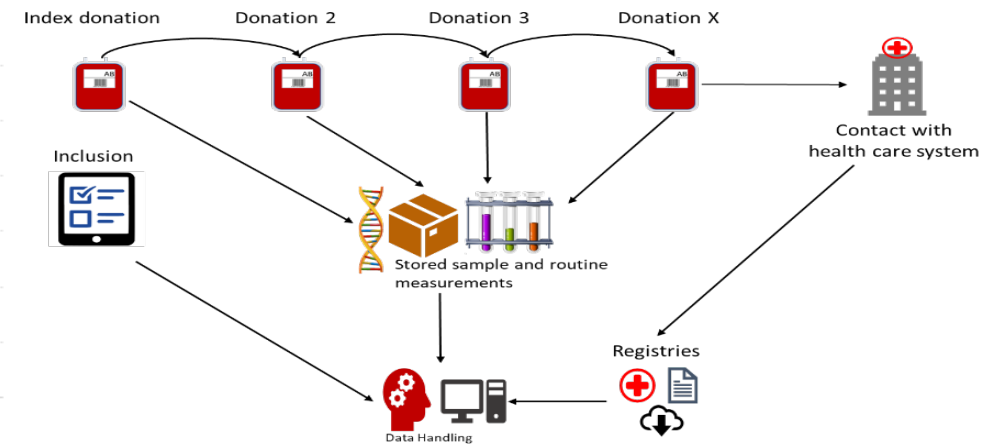 Index donation
Donation 2
Donation 3
Donation X
AB
AB
AB
AB
Contact with
health care system
Inclusion
Stored sample and routine
measurements
Registries
Data Handling